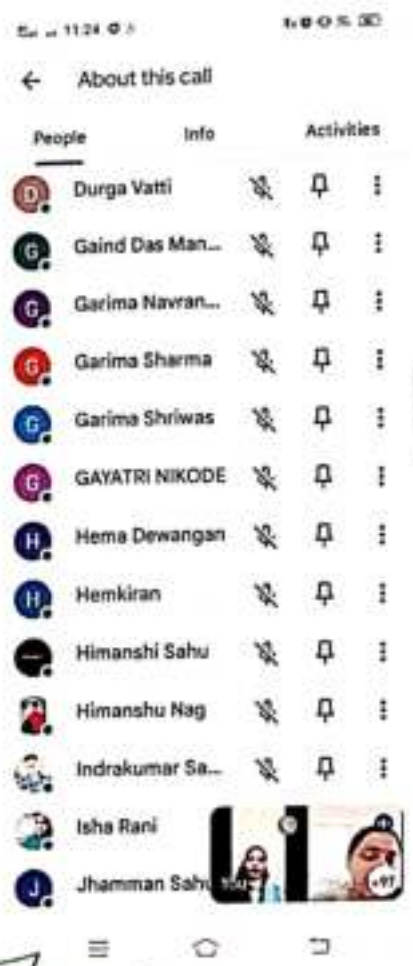 11:24
About this call
People Info Activities
D Durga Vatti
G Gaind Das Man...
G Garima Navran...
G Garima Sharma
G Garima Shriwas
G GAYATRI NIKODE
H Hema Dewangan
H Hemkiran
Himanshi Sahu
Himanshu Nag
Indrakumar Sa...
Isha Rani
J Jhamman Sahu
You
+97